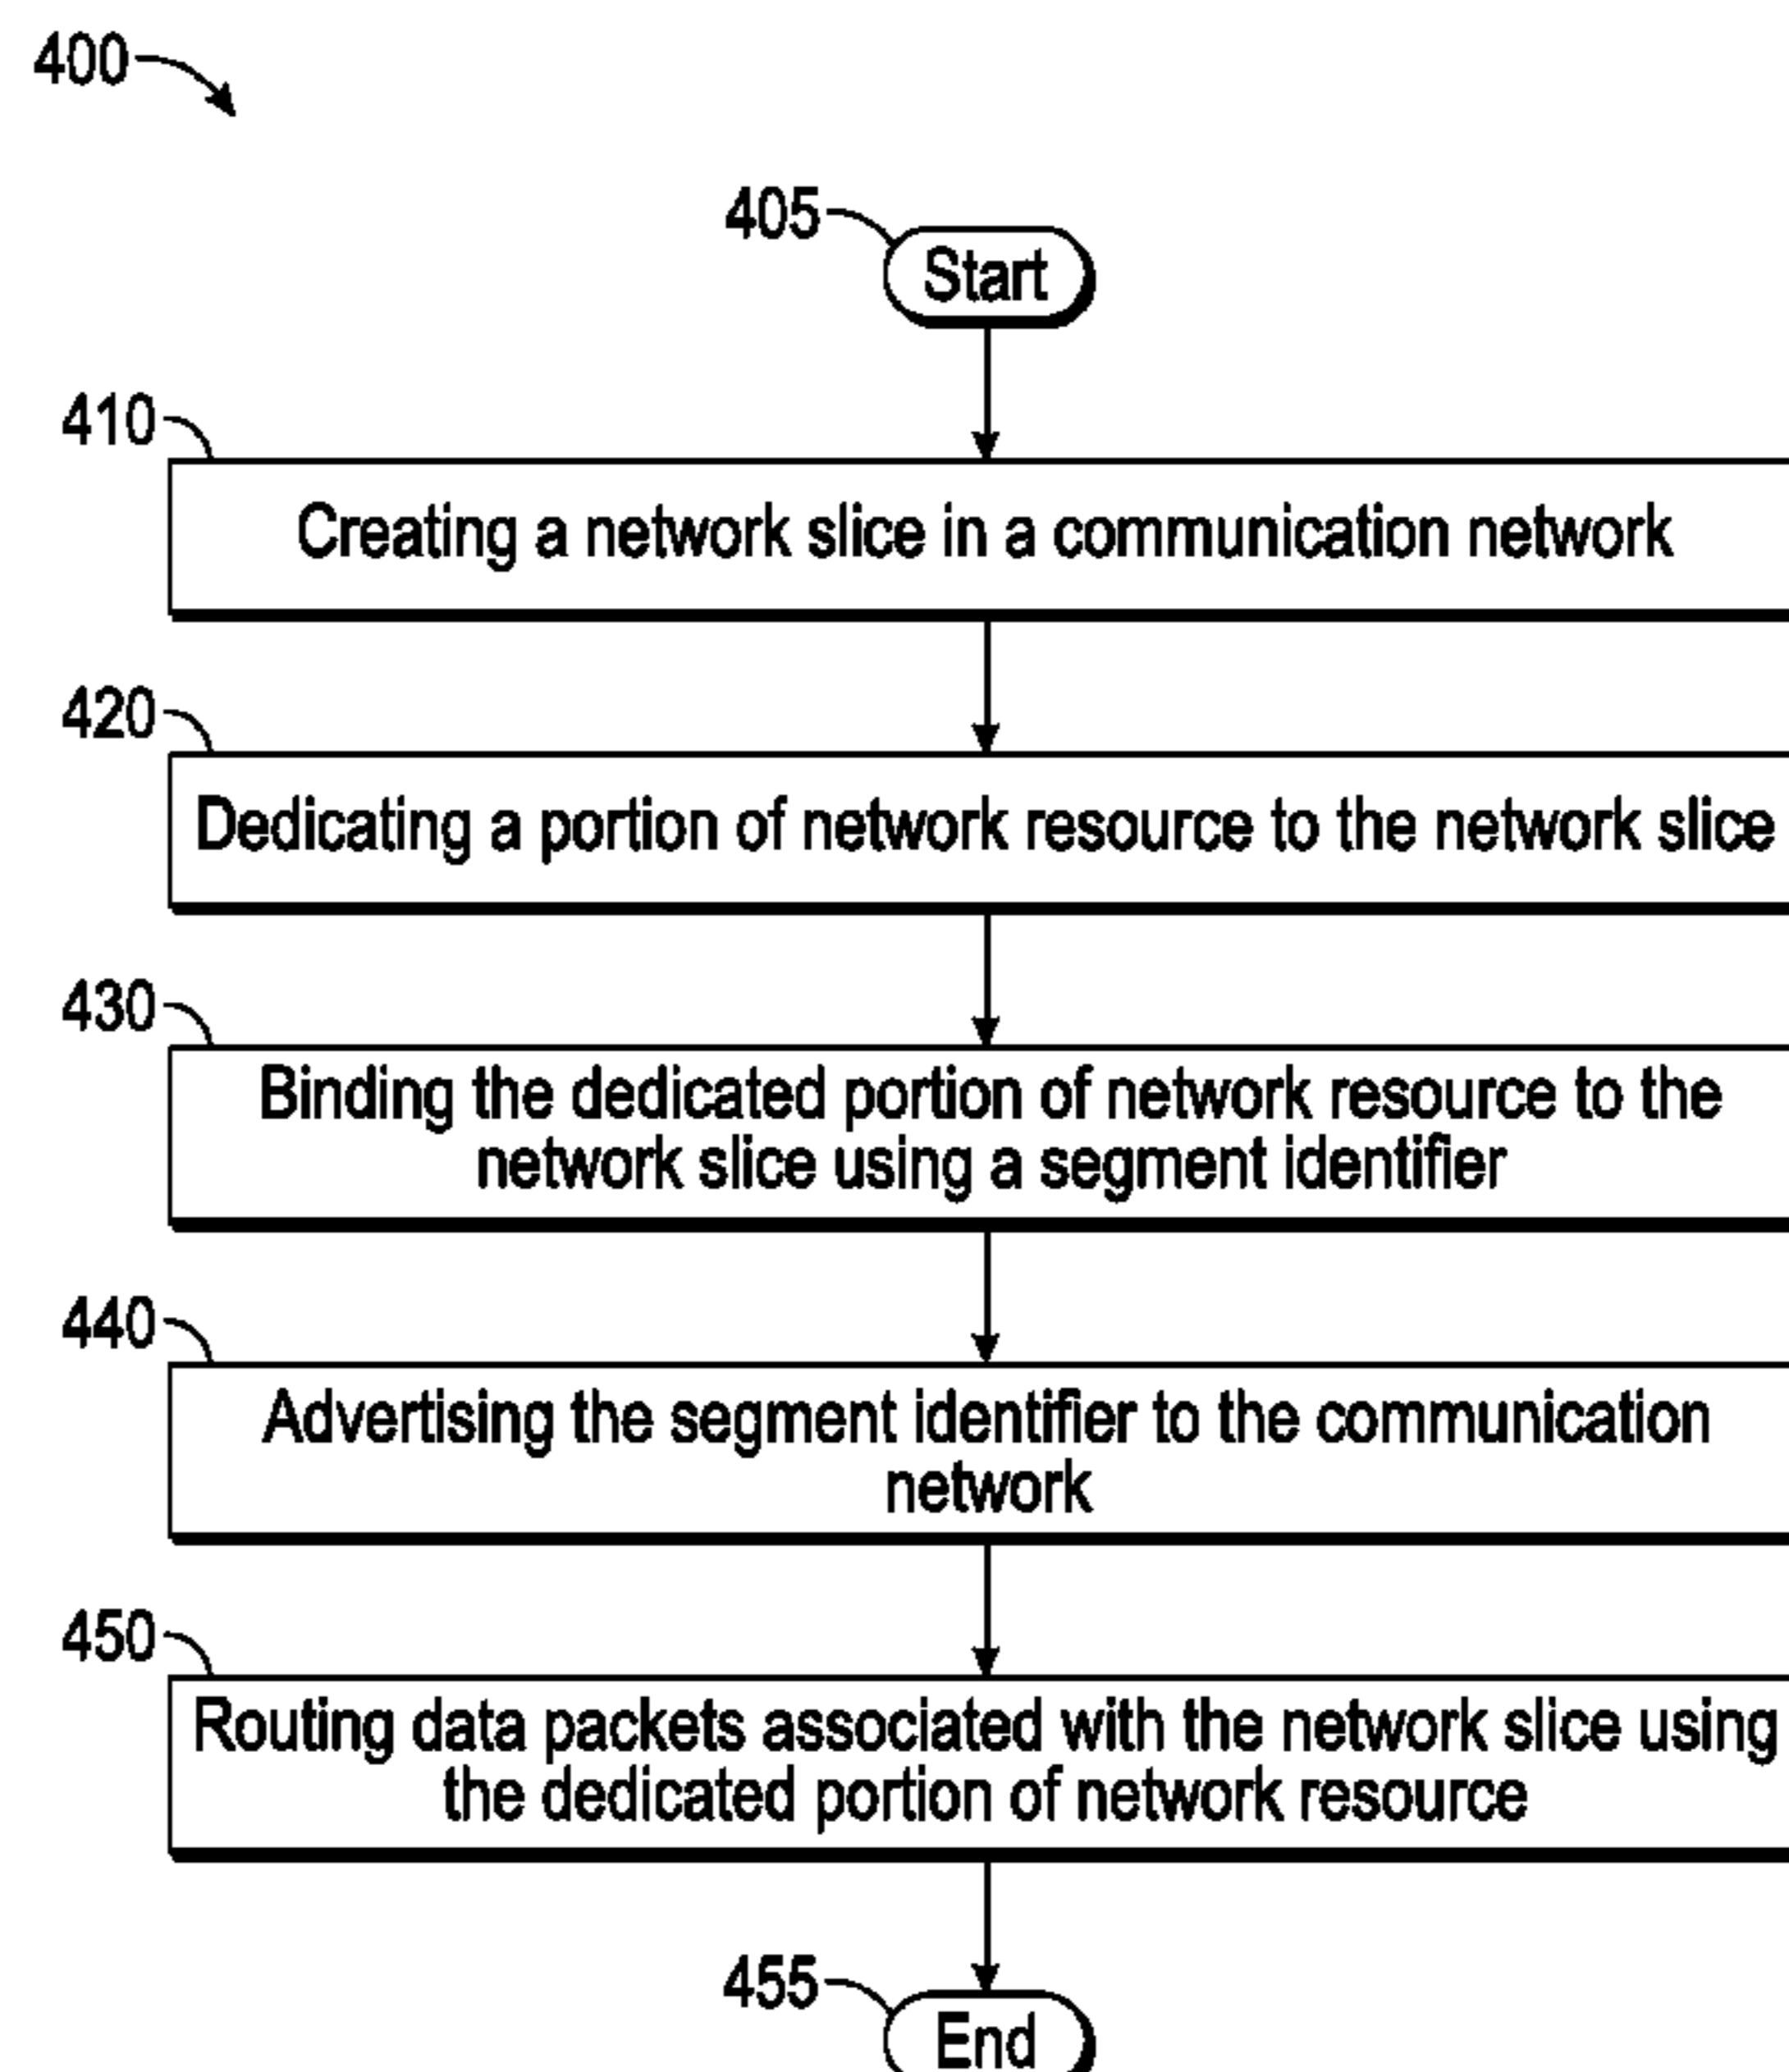 400
405
Start
410
Creating a network slice in a communication network
420
Dedicating a portion of network resource to the network slice
430
Binding the dedicated portion of network resource to the
network slice using a segment identifier
440
Advertising the segment identifier to the communication
network
450
Routing data packets associated with the network slice using
the dedicated portion of network resource
455
End